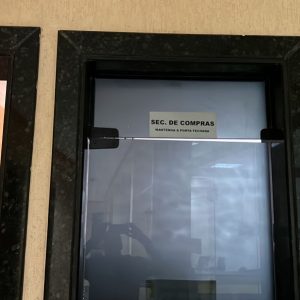 SEC. DE COMPRAS
MANTENHA A PORTA FECHADA